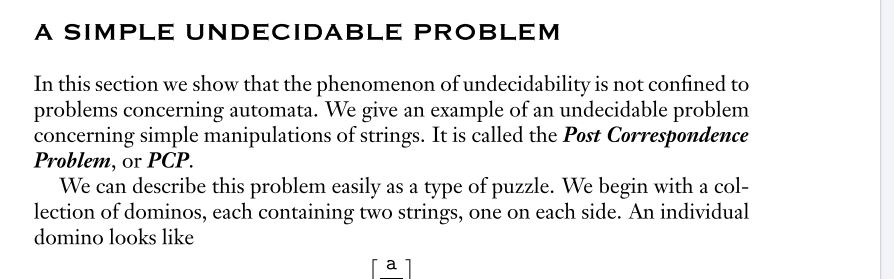 A SIMPLE UNDECIDABLE PROBLEM
In this section we show that the phenomenon of undecidability is not confined to
problems concerning automata. We give an example of an undecidable problem
concerning simple manipulations of strings. It is called the Post Correspondence
Problem, or PCP.
We can describe this problem easily as a type of puzzle. We begin with a col-
lection of dominos, each containing two strings, one on each side. An individual
domino looks like
[a]